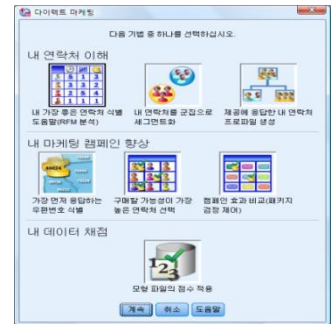 다이렉트 마케팅
다음 기법 중 하나를 선택하십시오.
내 연락처 이해
내 가장 좋은 연락처 식별 도움말(RFM 분석)
내 연락처를 군집으로 세그먼트화
제공에 응답한 내 연락처 프로파일 생성
내 마케팅 캠페인 향상
가장 먼저 응답하는 우편번호 식별
구매할 가능성이 가장 높은 연락처 선택
캠페인 효과 비교(패키지 검정 제어)
내 데이터 채점
123
모형 파일의 점수 적용
계속 취소 도움말